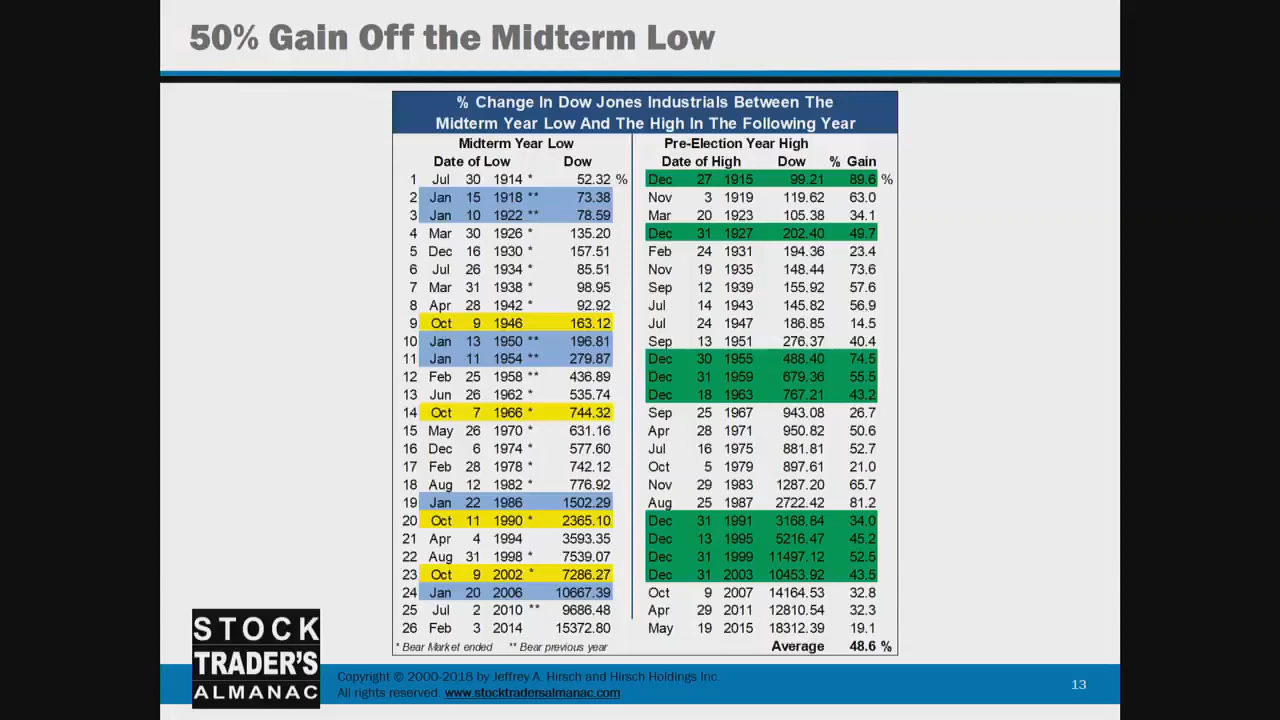 50% Gain Off the Midterm Low
% Change In Dow Jones Industrials Between The
Midterm Year Low And The High In The Following Year
Midterm Year Low Pre-Election Year High
Date of Low Dow Date of High Dow % Gain
1 Jul 30 1914 * 52.32 % Dec 27 1915 99.21 89.6 %
2 Jan 15 1918 ** 73.38 Nov 3 1919 119.62 63.0
3 Jan 10 1922 ** 78.59 Mar 20 1923 105.38 34.1
4 Mar 30 1926 * 135.20 Dec 31 1927 202.40 49.7
5 Dec 16 1930 * 157.51 Feb 24 1931 194.36 23.4
6 Jul 26 1934 * 85.51 Nov 19 1935 148.44 73.6
7 Mar 31 1938 * 98.95 Sep 12 1939 155.92 57.6
8 Apr 28 1942 * 92.92 Jul 14 1943 145.82 56.9
9 Oct 9 1946 163.12 Jul 24 1947 186.85 14.5
10 Jan 13 1950 ** 196.81 Sep 13 1951 276.37 40.4
11 Jan 11 1954 ** 279.87 Dec 30 1955 488.40 74.5
12 Feb 25 1958 ** 436.89 Dec 31 1959 679.36 55.5
13 Jun 26 1962 * 535.74 Dec 18 1963 767.21 43.2
14 Oct 7 1966 * 744.32 Sep 25 1967 943.08 26.7
15 May 26 1970 * 631.16 Apr 28 1971 950.82 50.6
16 Dec 6 1974 * 577.60 Jul 16 1975 881.81 52.7
17 Feb 28 1978 * 742.12 Oct 5 1979 897.61 21.0
18 Aug 12 1982 * 776.92 Nov 29 1983 1287.20 65.7
19 Jan 22 1986 1502.29 Aug 25 1987 2722.42 81.2
20 Oct 11 1990 * 2365.10 Dec 31 1991 3168.84 34.0
21 Apr 4 1994 3593.35 Dec 13 1995 5216.47 45.2
22 Aug 31 1998 * 7539.07 Dec 31 1999 11497.12 52.5
23 Oct 9 2002 * 7286.27 Dec 31 2003 10453.92 43.5
24 Jan 20 2006 10667.39 Oct 9 2007 14164.53 32.8
25 Jul 2 2010 ** 9686.48 Apr 29 2011 12810.54 32.3
26 Feb 3 2014 15372.80 May 19 2015 18312.39 19.1
* Bear Market ended ** Bear previous year Average 48.6 %
STOCK
TRADER'S
ALMANAC
Copyright © 2000-2018 by Jeffrey A. Hirsch and Hirsch Holdings Inc
All rights reserved. www.stocktradersalmanac.com
13